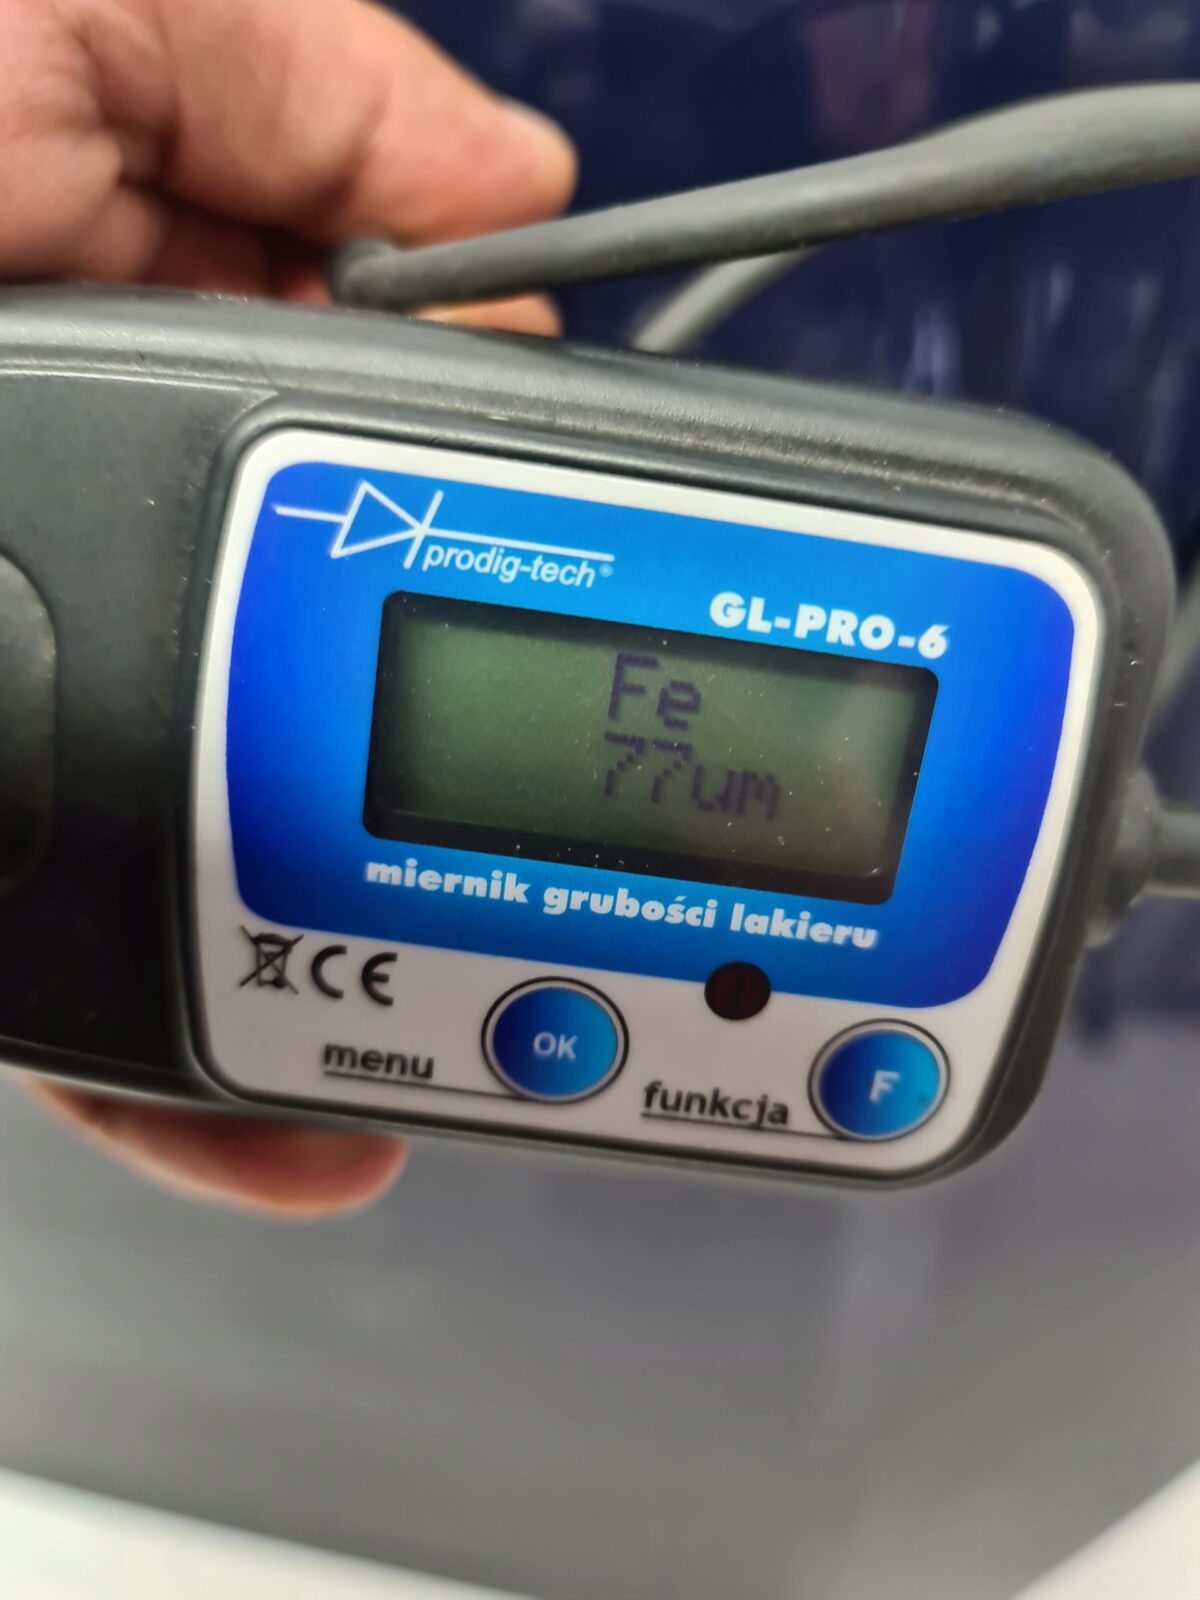 prodig-tech®
GL-PRO-6
Fe
77um
miernik grubości lakieru
CE
OK
menu
F
funkcja